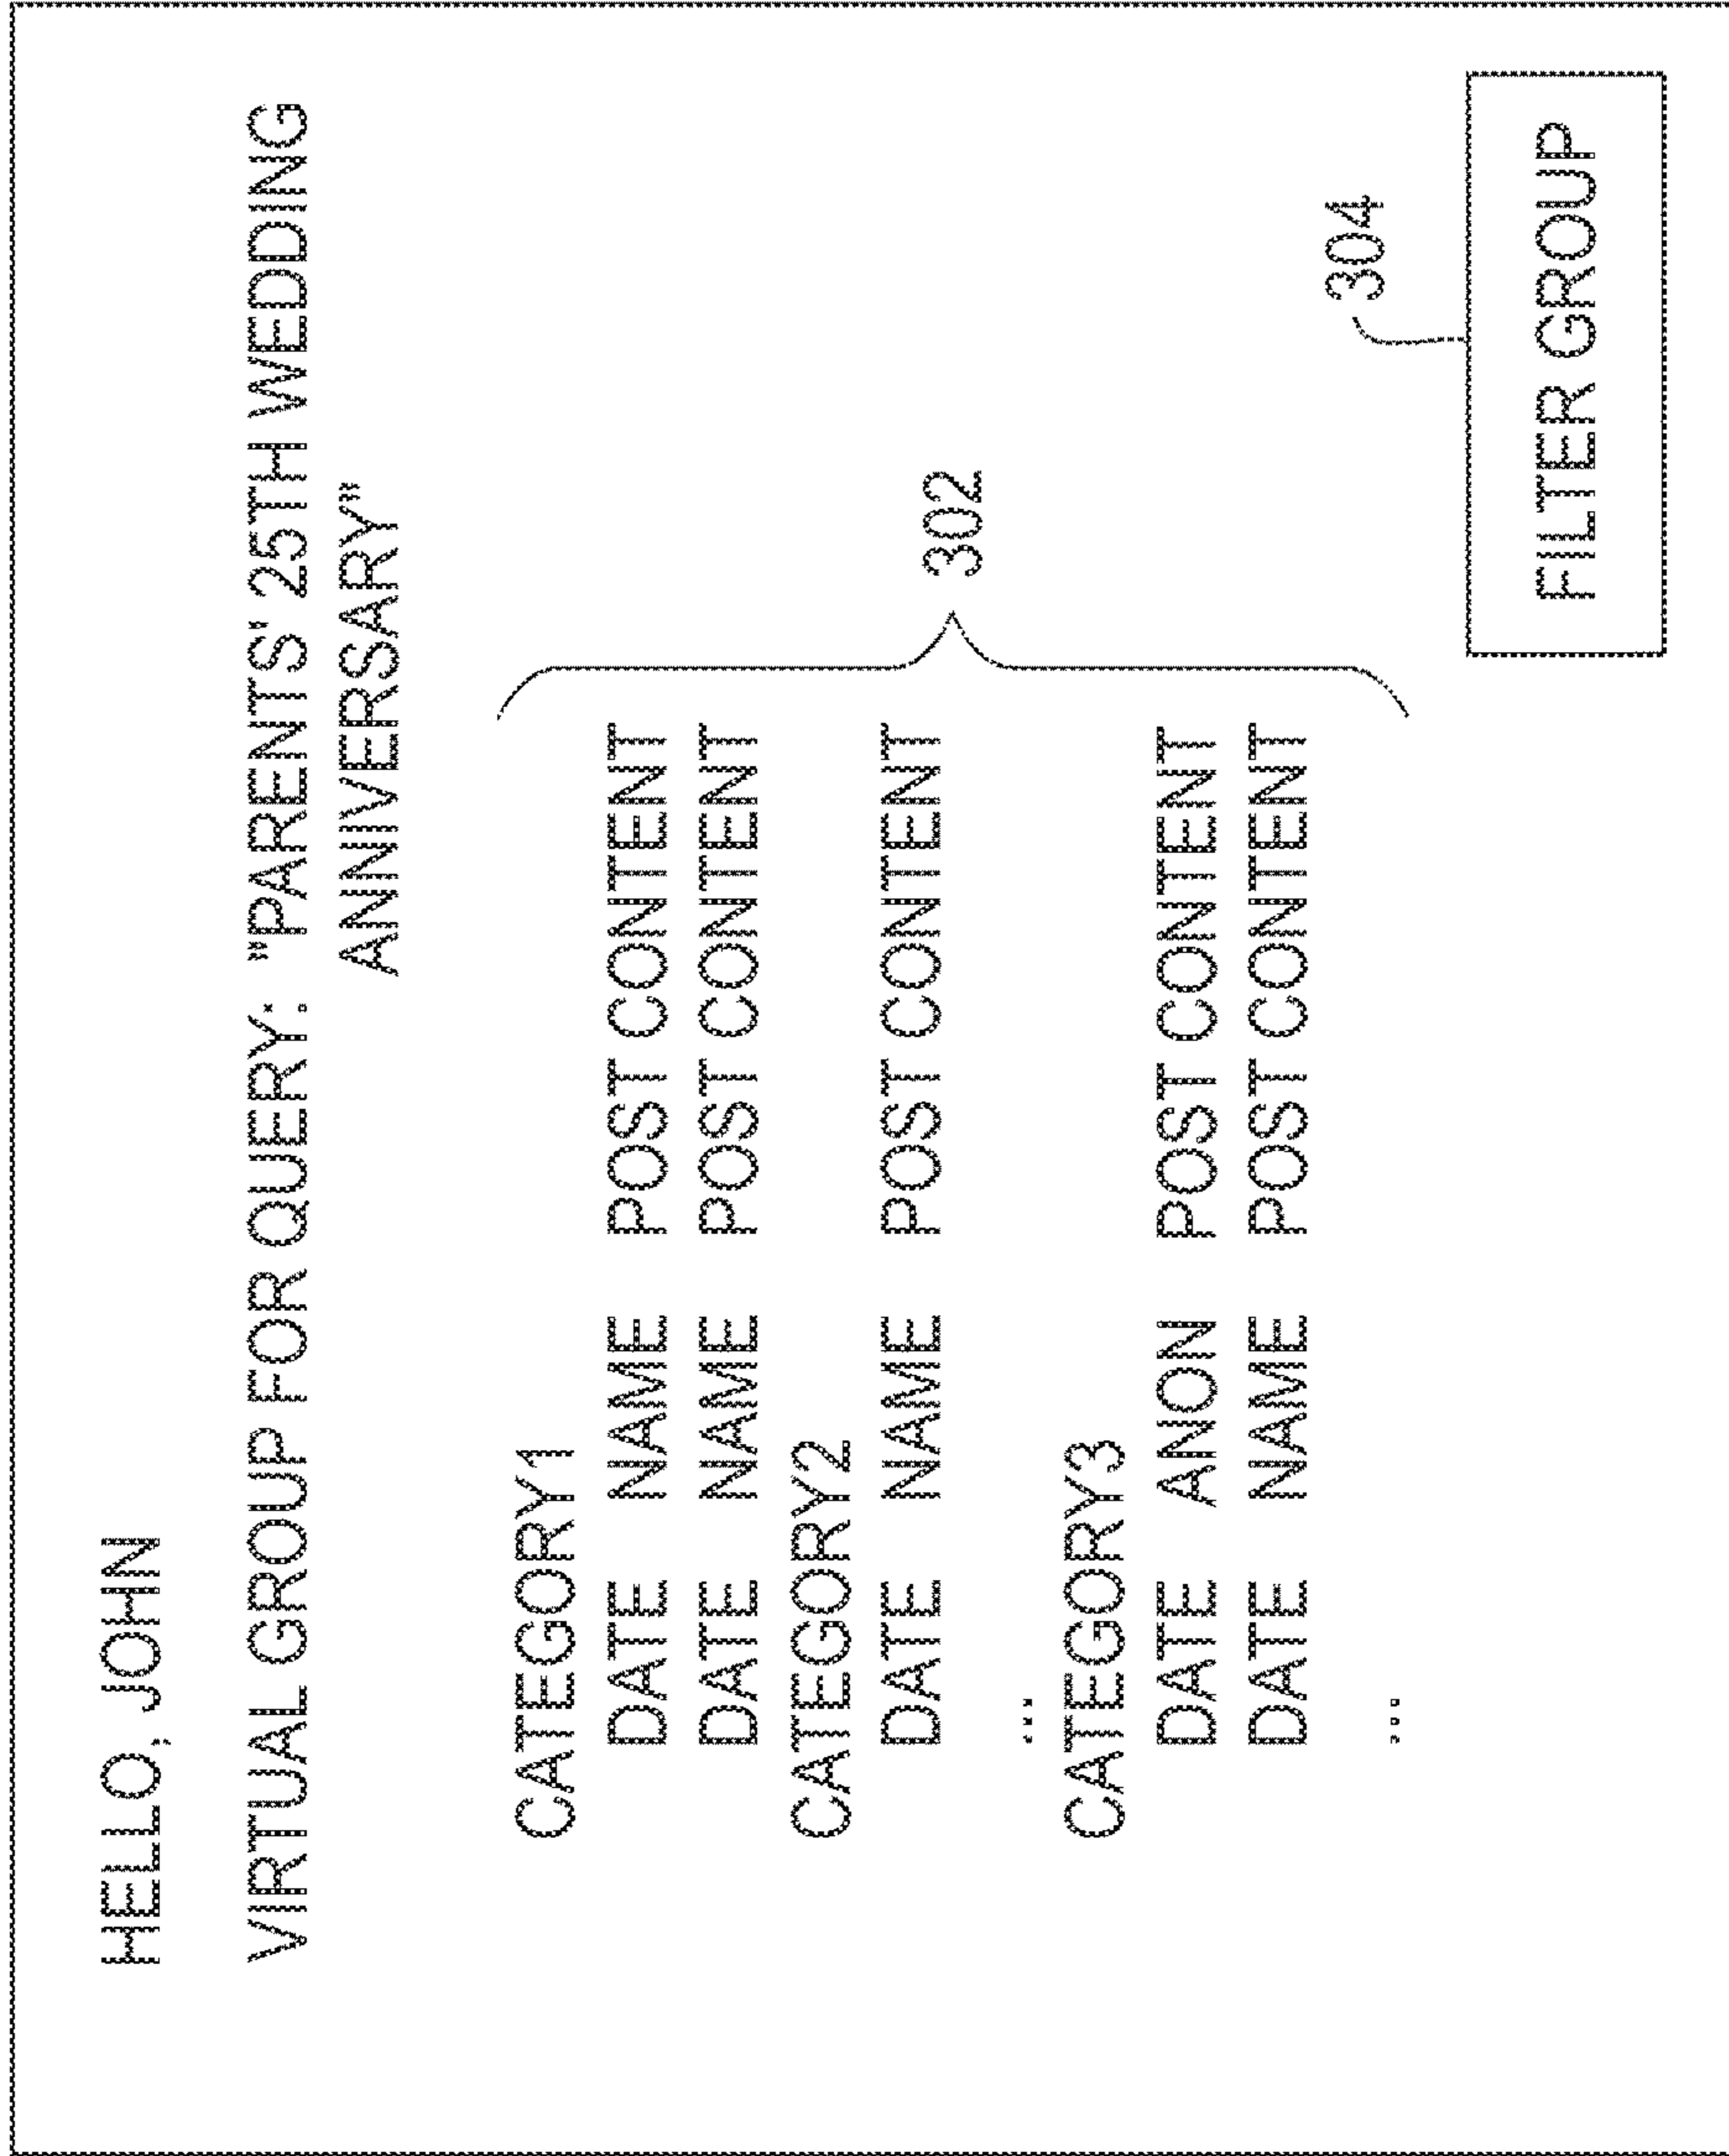 HELLO, JOHN
VIRTUAL GROUP FOR QUERY: "PARENTS' 25TH WEDDING
ANNIVERSARY"
CATEGORY1
DATE NAME POST CONTENT
DATE NAME POST CONTENT
CATEGORY2
DATE NAME POST CONTENT
...
CATEGORY3
DATE ANON POST CONTENT
DATE NAME POST CONTENT
...
302
304
FILTER GROUP